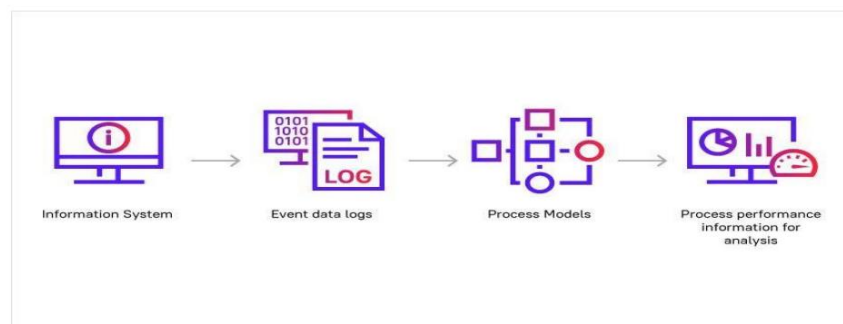 i
0101
1010
0101
LOG
Information System
Event data logs
Process Models
Process performance
information for
analysis